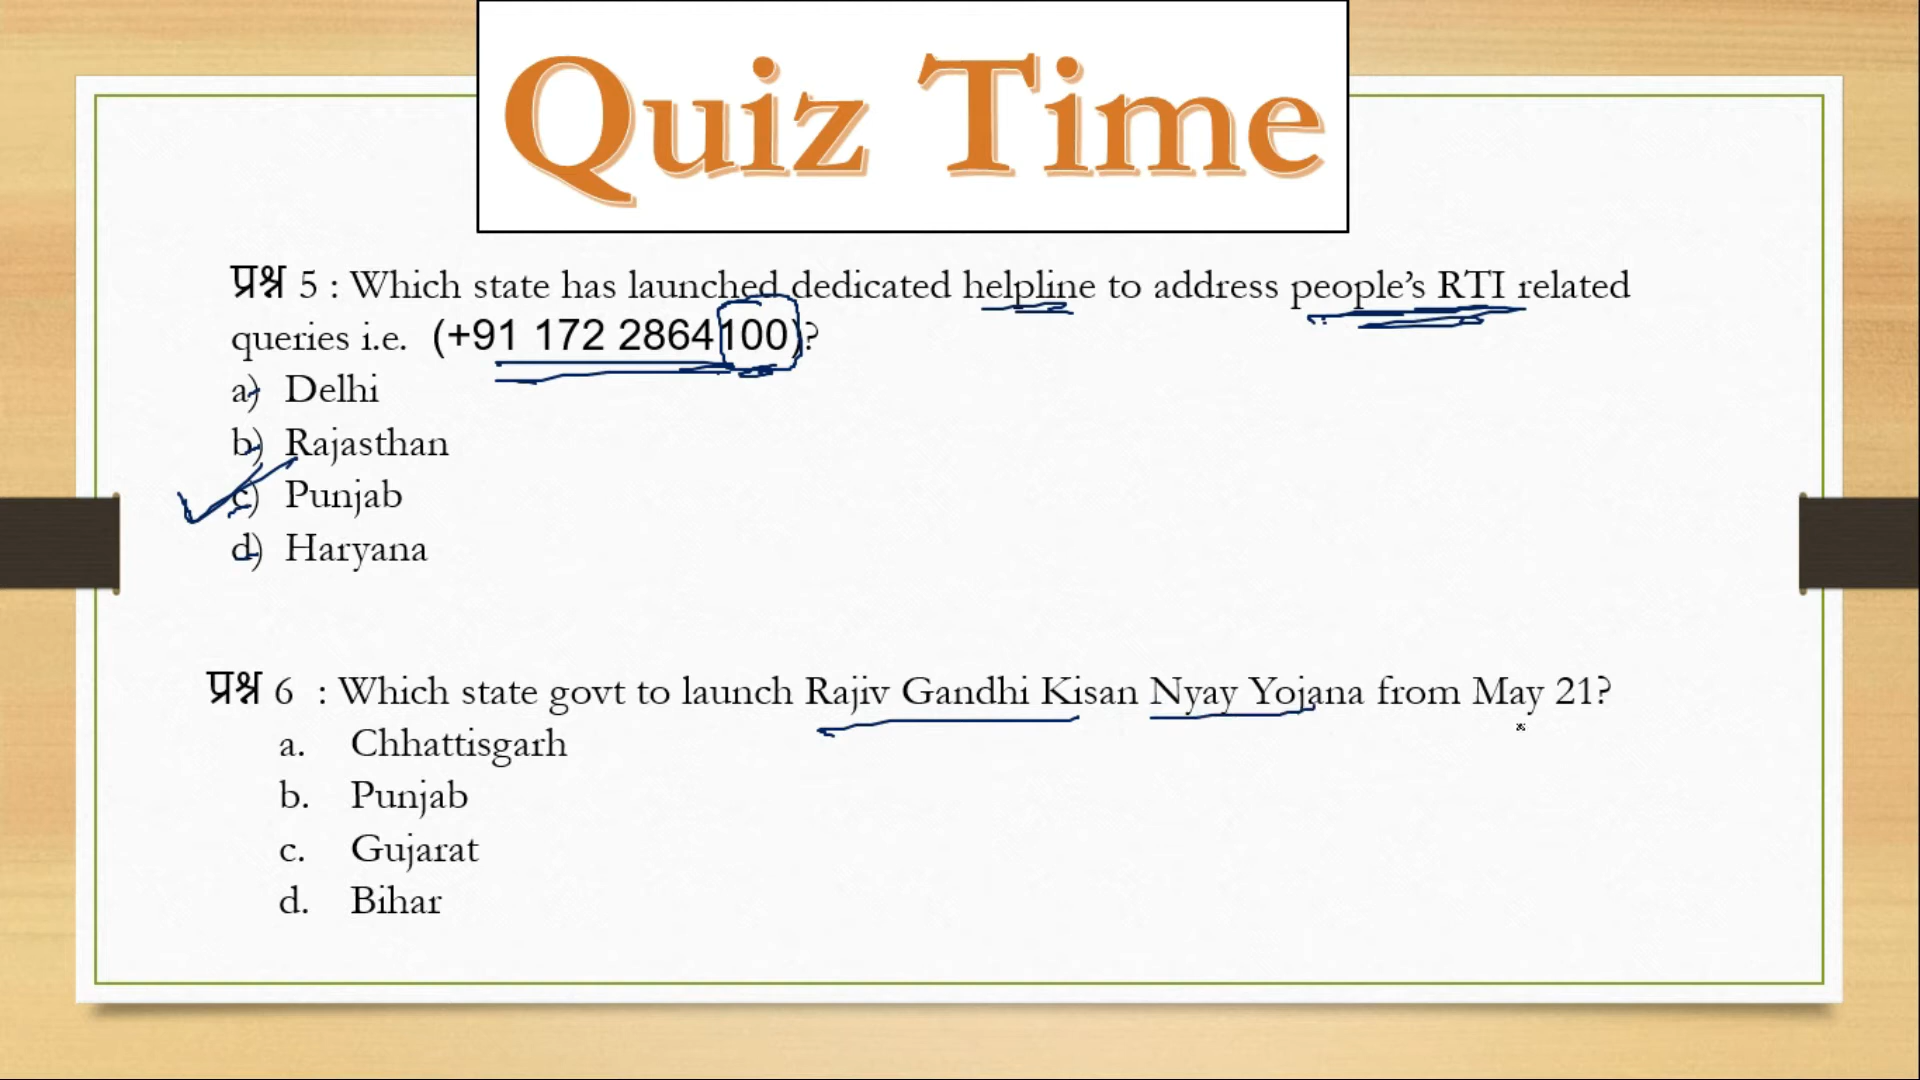 Quiz Time
प्रश्न 5 : Which state has launched dedicated helpline to address people’s RTI related
queries i.e. (+91 172 2864100)?
a) Delhi
b) Rajasthan
c) Punjab
d) Haryana
प्रश्न 6 : Which state govt to launch Rajiv Gandhi Kisan Nyay Yojana from May 21?
a. Chhattisgarh
b. Punjab
c. Gujarat
d. Bihar